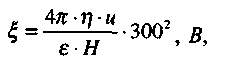 ξ = 4π · η · u / ε · H · 300², В,